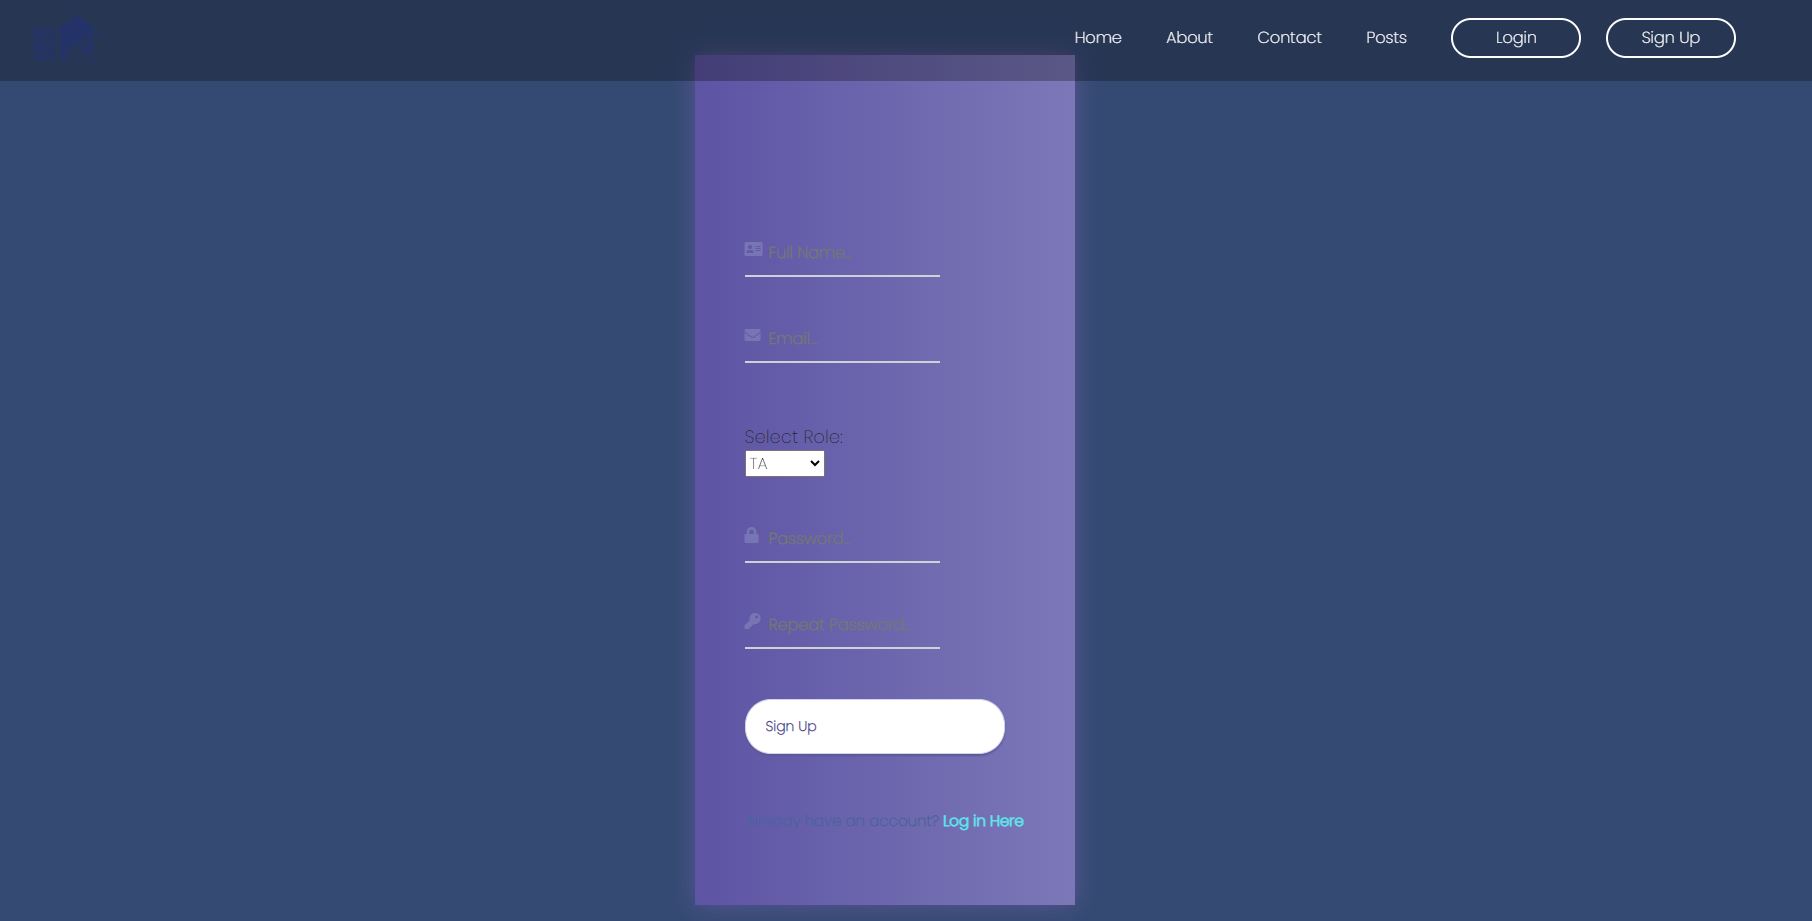 Home About Contact Posts Login Sign Up
Full Name...
Email...
Select Role:
TA
Password...
Repeat Password...
Sign Up
Already have an account? Log in Here